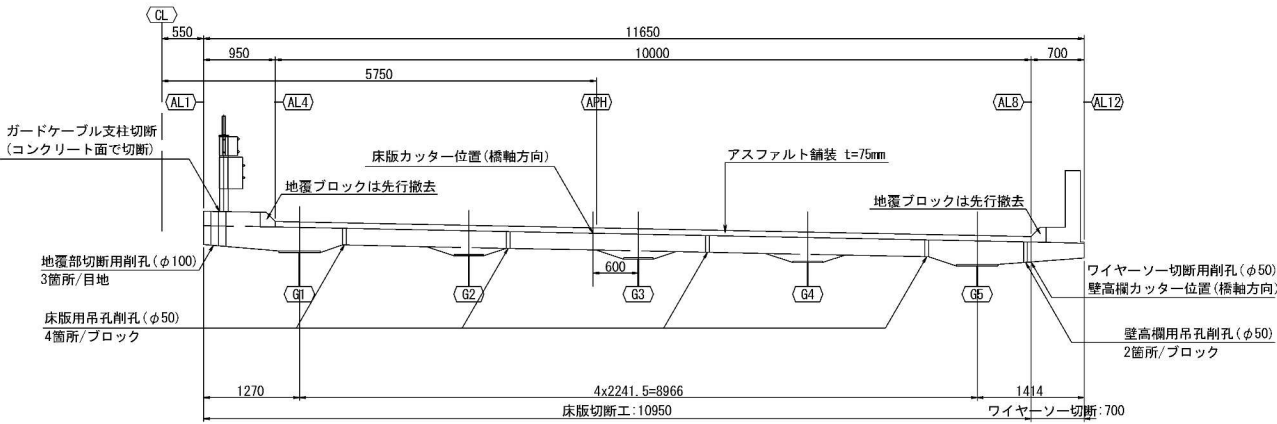 CL
550
11650
950
10000
700
5750
AL1
AL4
APH
AL8
AL12
ガードケーブル支柱切断
(コンクリート面で切断)
床版カッター位置(橋軸方向)
アスファルト舗装 t=75mm
地覆ブロックは先行撤去
地覆ブロックは先行撤去
地覆部切断用削孔(φ100)
3箇所/目地
600
ワイヤーソー切断用削孔(φ50)
壁高欄カッター位置(橋軸方向)
G1
G2
G3
G4
G5
床版用吊孔削孔(φ50)
4箇所/ブロック
壁高欄用吊孔削孔(φ50)
2箇所/ブロック
1270
4x2241.5=8966
1414
床版切断工:10950
ワイヤーソー切断:700